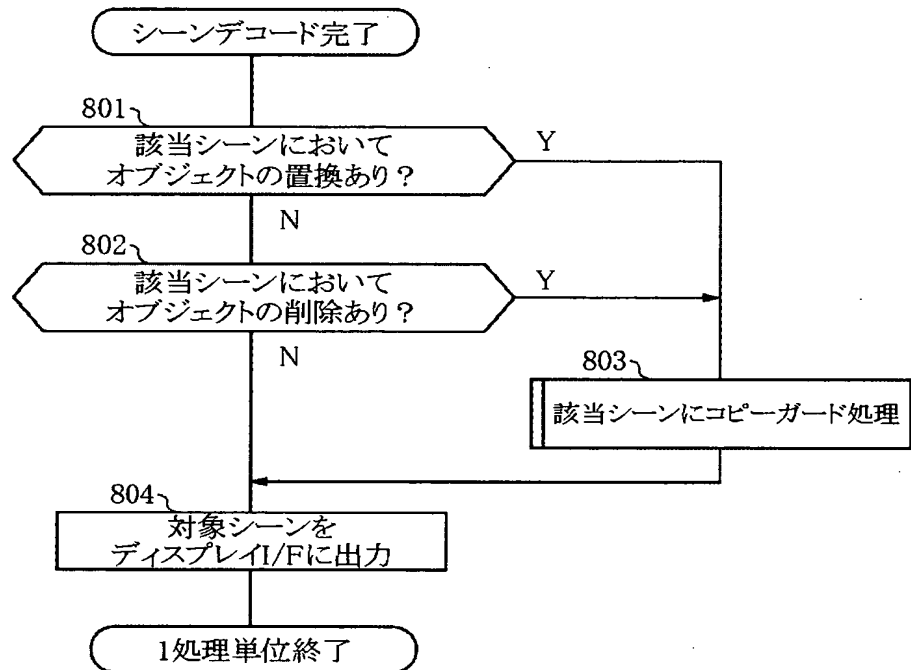 シーンデコード完了
801
該当シーンにおいて
オブジェクトの置換あり？
Y
N
802
該当シーンにおいて
オブジェクトの削除あり？
Y
N
803
該当シーンにコピーガード処理
804
対象シーンを
ディスプレイI/Fに出力
1処理単位終了